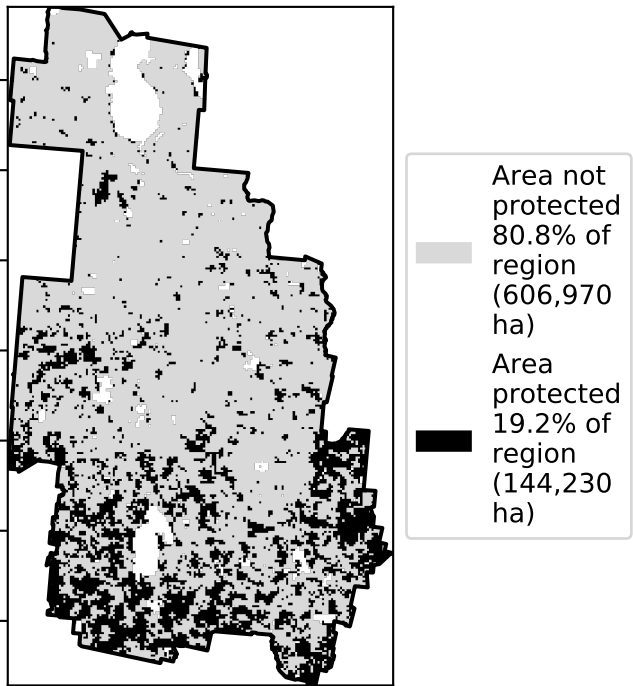 Area not
protected
80.8% of
region
(606,970
ha)
Area
protected
19.2% of
region
(144,230
ha)